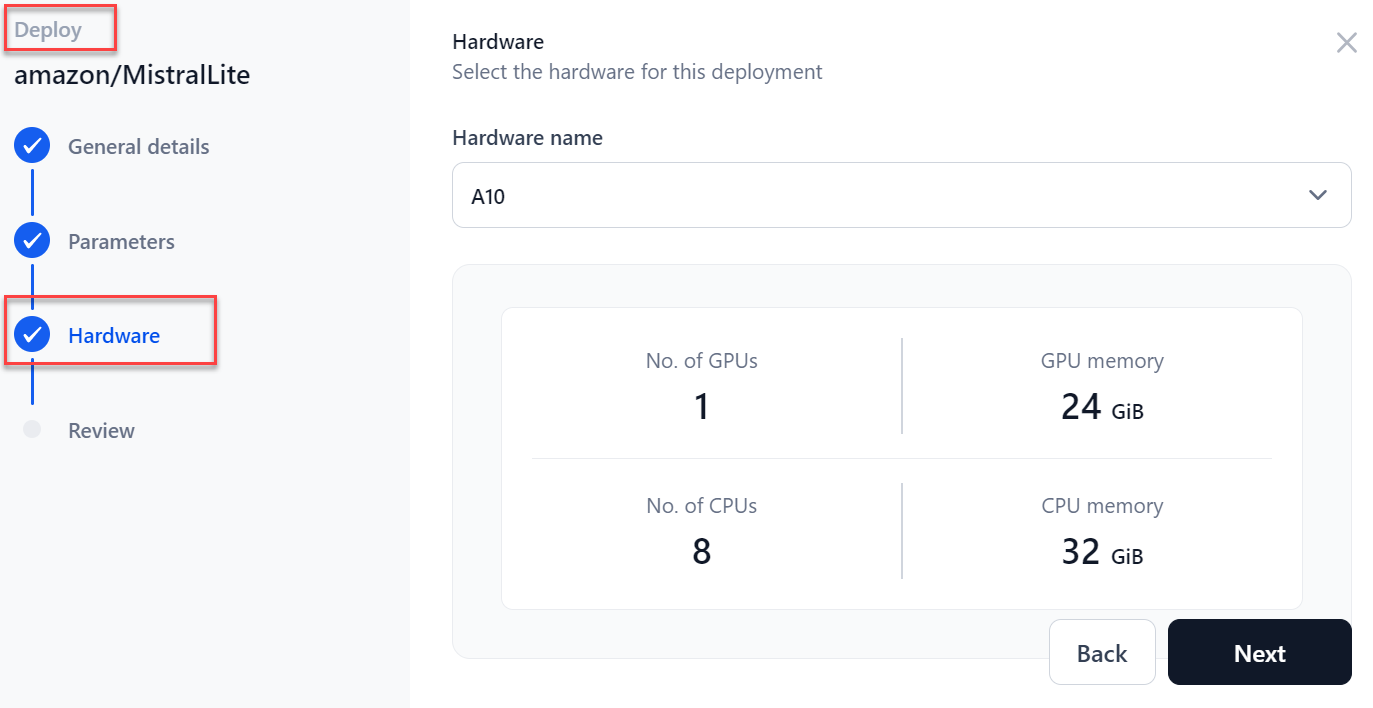 Deploy
amazon/MistralLite
General details
Parameters
Hardware
Review
Hardware
Select the hardware for this deployment
Hardware name
A10
No. of GPUs
1
GPU memory
24 GiB
No. of CPUs
8
CPU memory
32 GiB
Back
Next